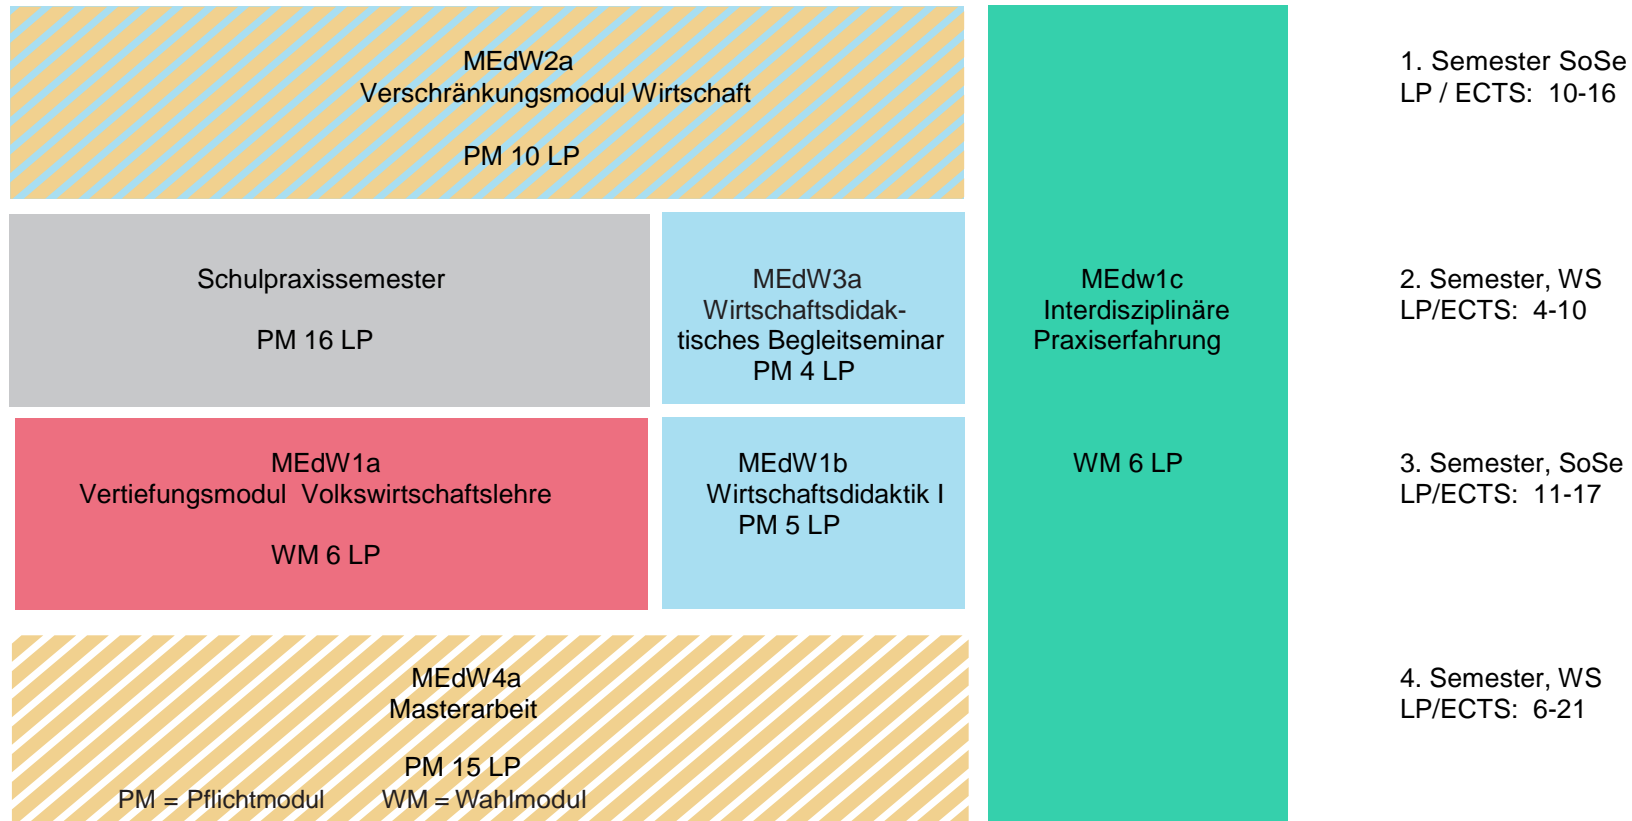 MEdW2a
Verschränkungsmodul Wirtschaft
PM 10 LP
1. Semester SoSe
LP / ECTS: 10-16
Schulpraxissemester
PM 16 LP
MEdW3a
Wirtschaftsdidak-
tisches Begleitseminar
PM 4 LP
MEdw1c
Interdisziplinäre
Praxiserfahrung
WM 6 LP
2. Semester, WS
LP/ECTS: 4-10
MEdW1a
Vertiefungsmodul Volkswirtschaftslehre
WM 6 LP
MEdW1b
Wirtschaftsdidaktik I
PM 5 LP
3. Semester, SoSe
LP/ECTS: 11-17
MEdW4a
Masterarbeit
PM 15 LP
PM = Pflichtmodul WM = Wahlmodul
4. Semester, WS
LP/ECTS: 6-21